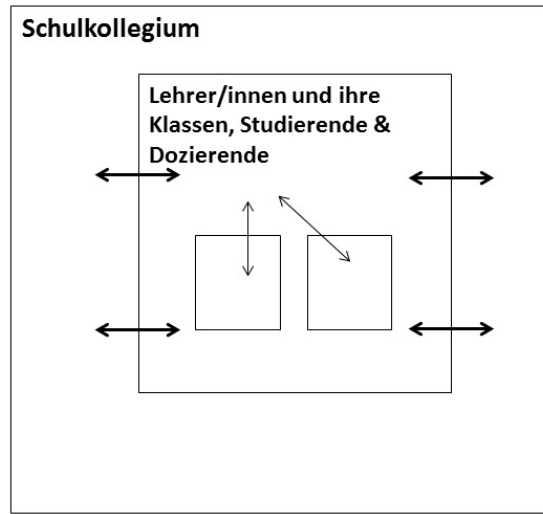 Schulkollegium
Lehrer/innen und ihre
Klassen, Studierende &
Dozierende